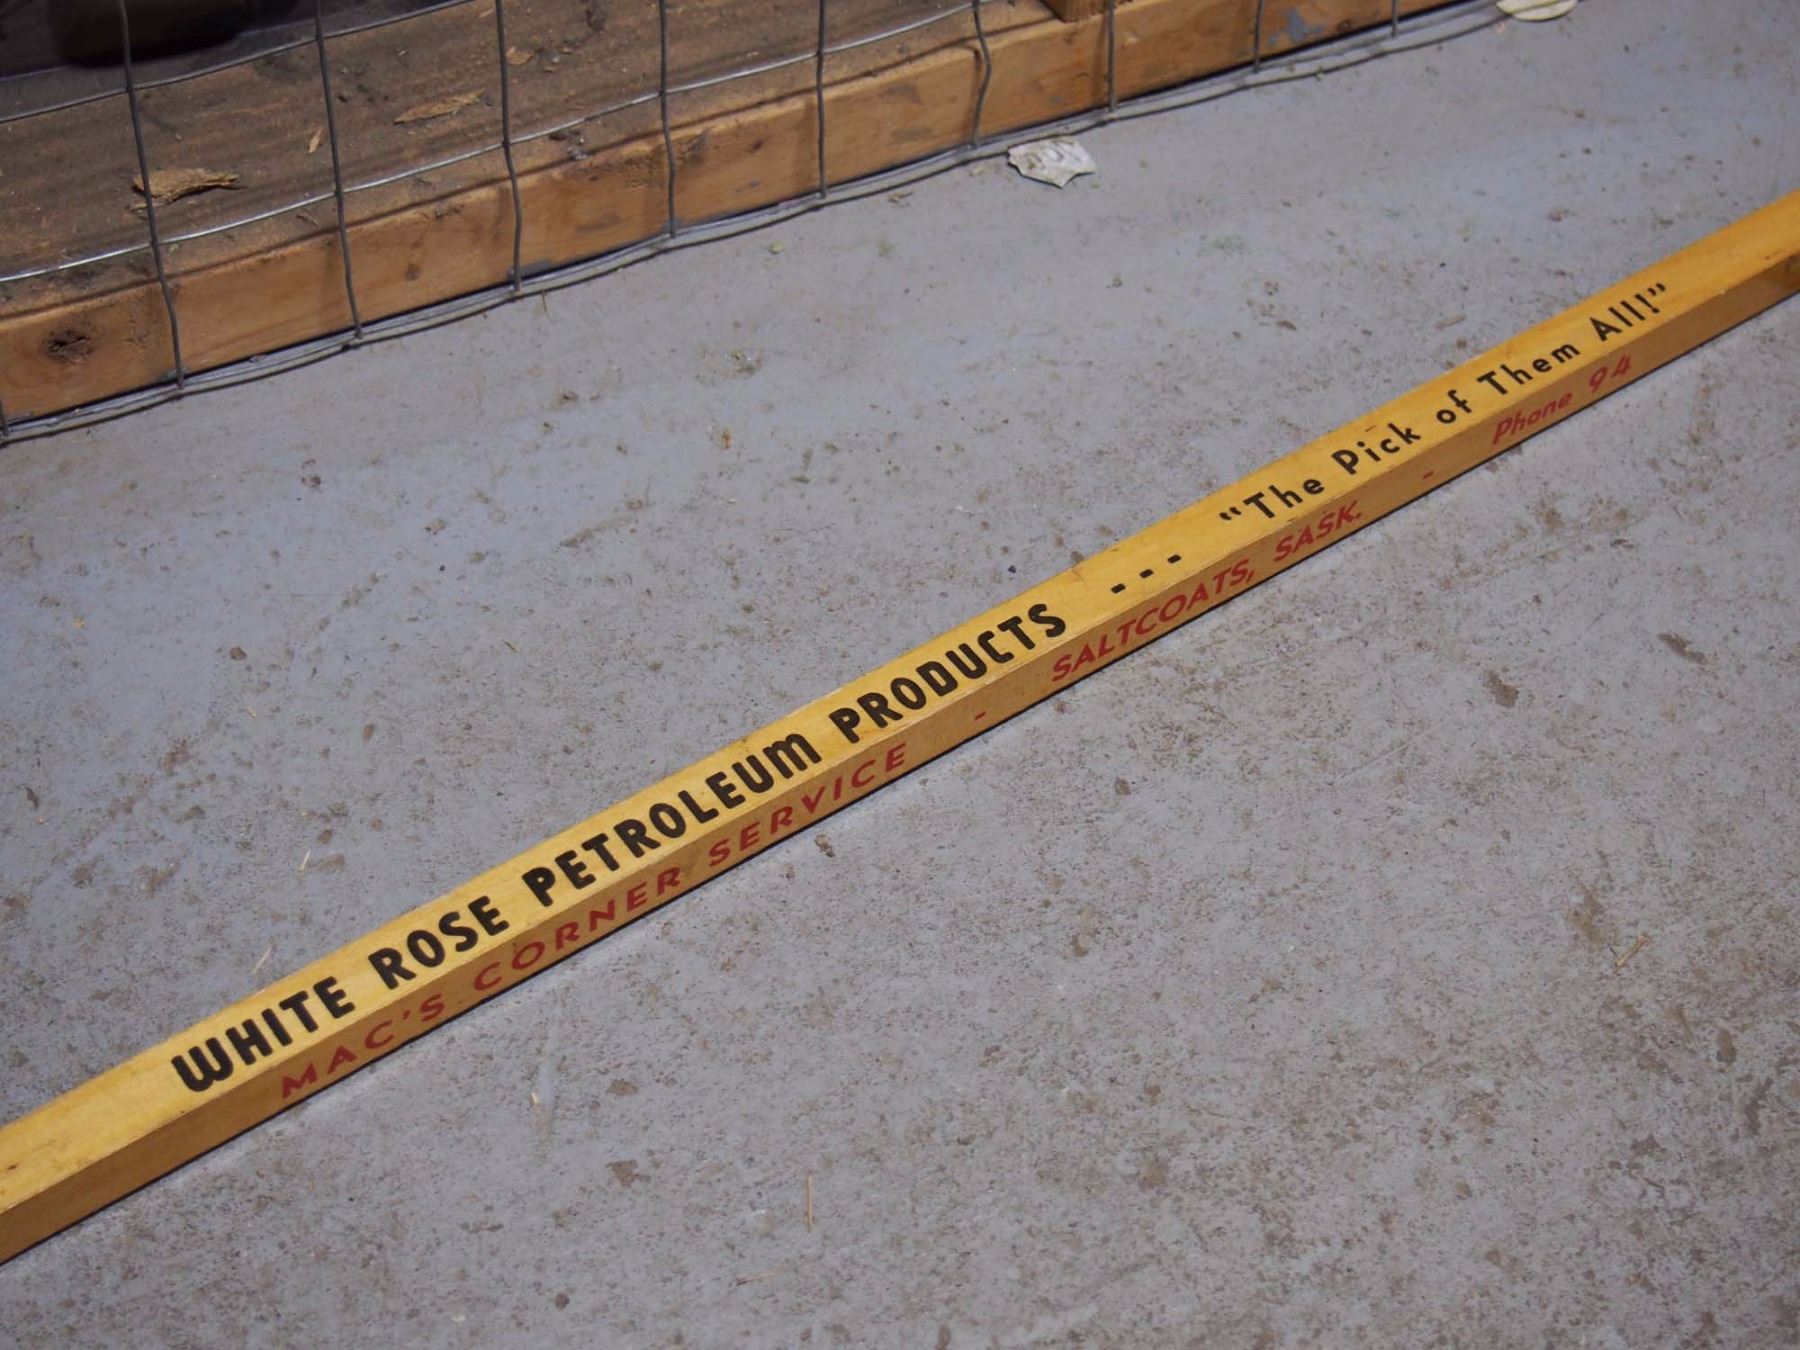 WHITE ROSE PETROLEUM PRODUCTS --- "The Pick of Them All!"
MAC'S CORNER SERVICE - SALTCOATS, SASK. - Phone 94